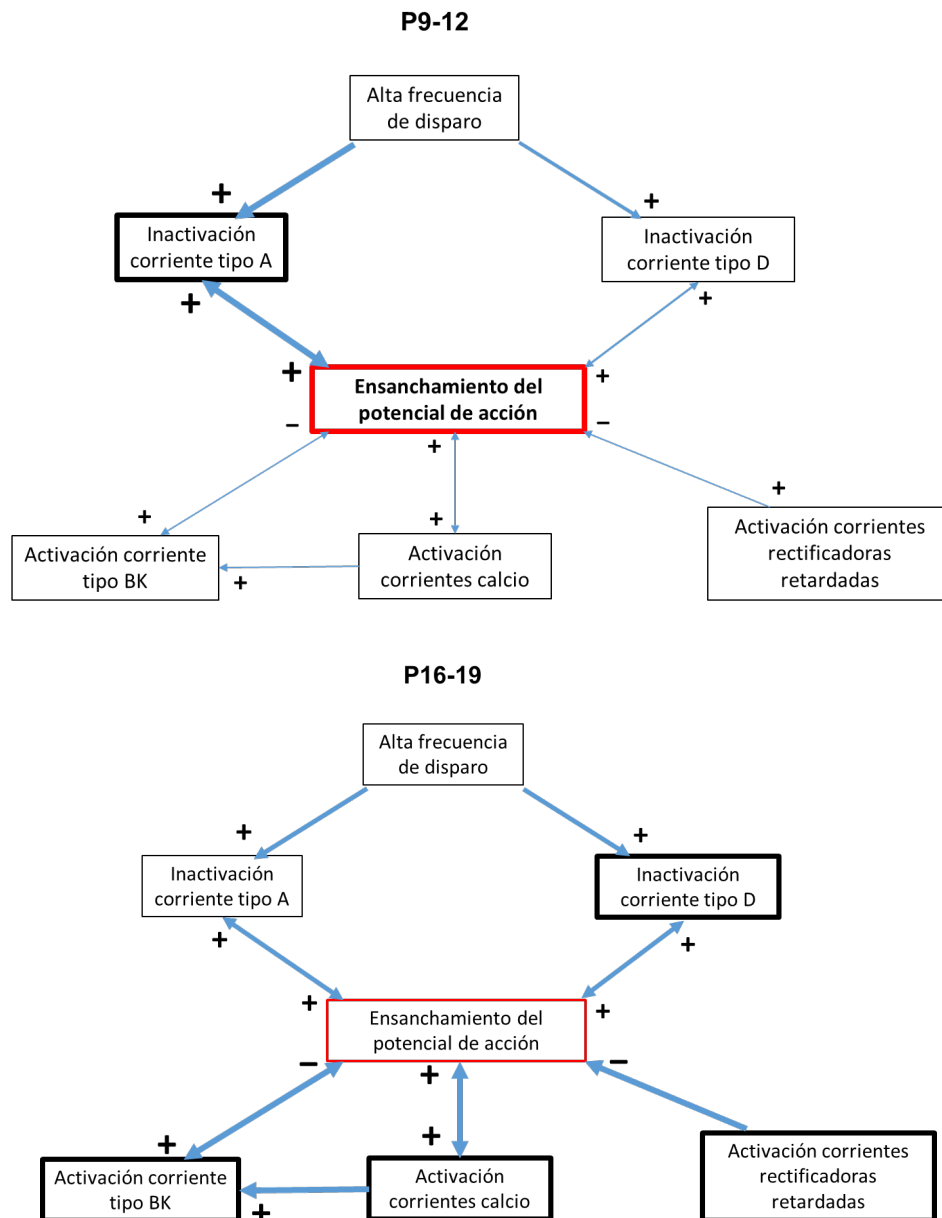 P9-12
Alta frecuencia
de disparo
+
+
Inactivación
corriente tipo A
Inactivación
corriente tipo D
+
+
+
+
Ensanchamiento del
potencial de acción
–
+
–
+
+
+
Activación corriente
tipo BK
Activación
corrientes calcio
Activación corrientes
rectificadoras
retardadas
+
P16-19
Alta frecuencia
de disparo
+
+
Inactivación
corriente tipo A
Inactivación
corriente tipo D
+
+
+
+
Ensanchamiento del
potencial de acción
–
+
–
+
+
Activación corriente
tipo BK
Activación
corrientes calcio
Activación corrientes
rectificadoras
retardadas
+